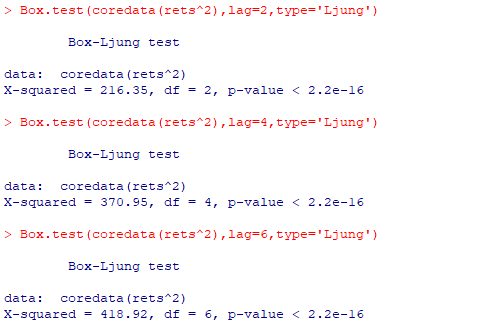 > Box.test(coredata(rets^2),lag=2,type='Ljung')
Box-Ljung test
data:  coredata(rets^2)
X-squared = 216.35, df = 2, p-value < 2.2e-16
> Box.test(coredata(rets^2),lag=4,type='Ljung')
Box-Ljung test
data:  coredata(rets^2)
X-squared = 370.95, df = 4, p-value < 2.2e-16
> Box.test(coredata(rets^2),lag=6,type='Ljung')
Box-Ljung test
data:  coredata(rets^2)
X-squared = 418.92, df = 6, p-value < 2.2e-16